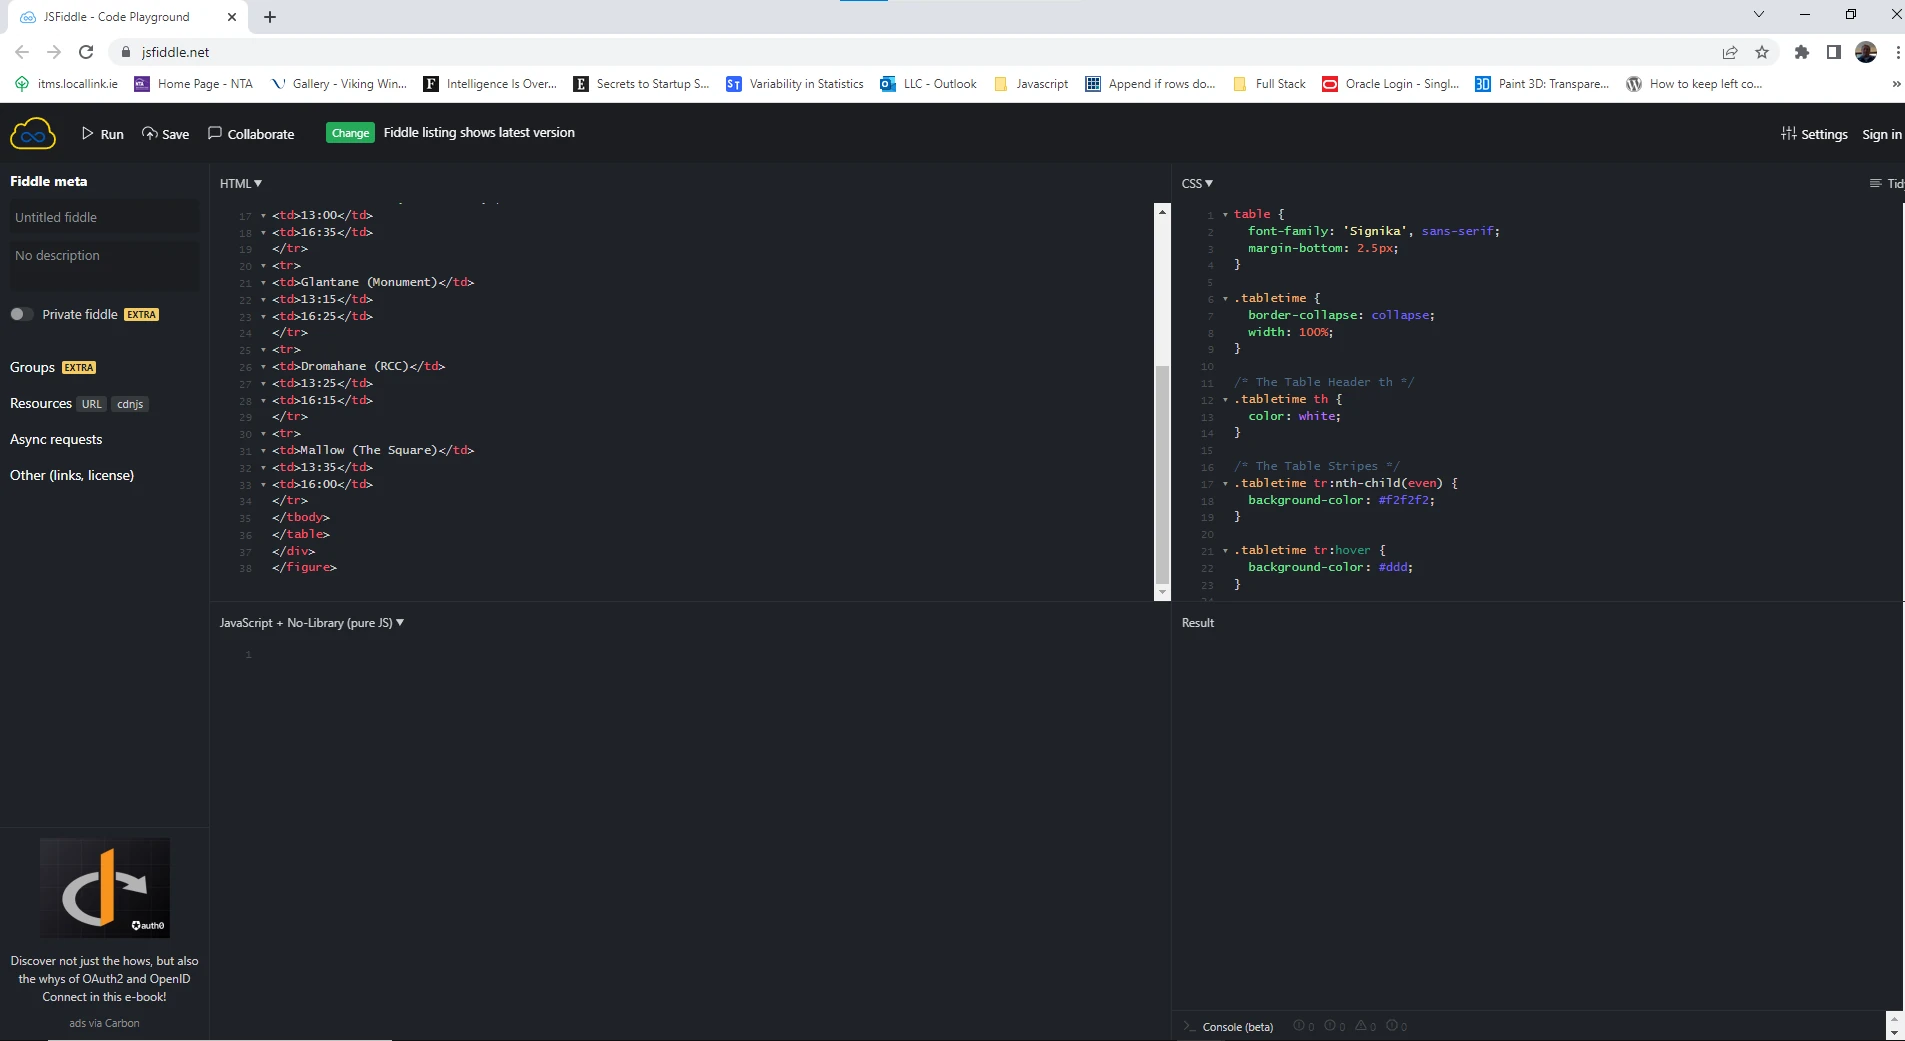 JSFiddle - Code Playground
jsfiddle.net
itms.locallink.ie
Home Page - NTA
Gallery - Viking Win...
Intelligence Is Over...
Secrets to Startup S...
Variability in Statistics
LLC - Outlook
Javascript
Append if rows do...
Full Stack
Oracle Login - Singl...
Paint 3D: Transpare...
How to keep left co...
Run
Save
Collaborate
Change
Fiddle listing shows latest version
Settings
Sign in
Fiddle meta
Untitled fiddle
No description
Private fiddle EXTRA
Groups EXTRA
Resources URL cdnjs
Async requests
Other (links, license)
auth0
Discover not just the hows, but also
the whys of OAuth2 and OpenID
Connect in this e-book!
ads via Carbon
HTML
17 <td>13:00</td>
18 <td>16:35</td>
19 </tr>
20 <tr>
21 <td>Glantane (Monument)</td>
22 <td>13:15</td>
23 <td>16:25</td>
24 </tr>
25 <tr>
26 <td>Dromahane (RCC)</td>
27 <td>13:25</td>
28 <td>16:15</td>
29 </tr>
30 <tr>
31 <td>Mallow (The Square)</td>
32 <td>13:35</td>
33 <td>16:00</td>
34 </tr>
35 </tbody>
36 </table>
37 </div>
38 </figure>
CSS
Tid
1 table {
2 font-family: 'Signika', sans-serif;
3 margin-bottom: 2.5px;
4 }
5
6 .tabletime {
7 border-collapse: collapse;
8 width: 100%;
9 }
10
11 /* The Table Header th */
12 .tabletime th {
13 color: white;
14 }
15
16 /* The Table Stripes */
17 .tabletime tr:nth-child(even) {
18 background-color: #f2f2f2;
19 }
20
21 .tabletime tr:hover {
22 background-color: #ddd;
23 }
JavaScript + No-Library (pure JS)
1
Result
Console (beta) 0 0 0 0